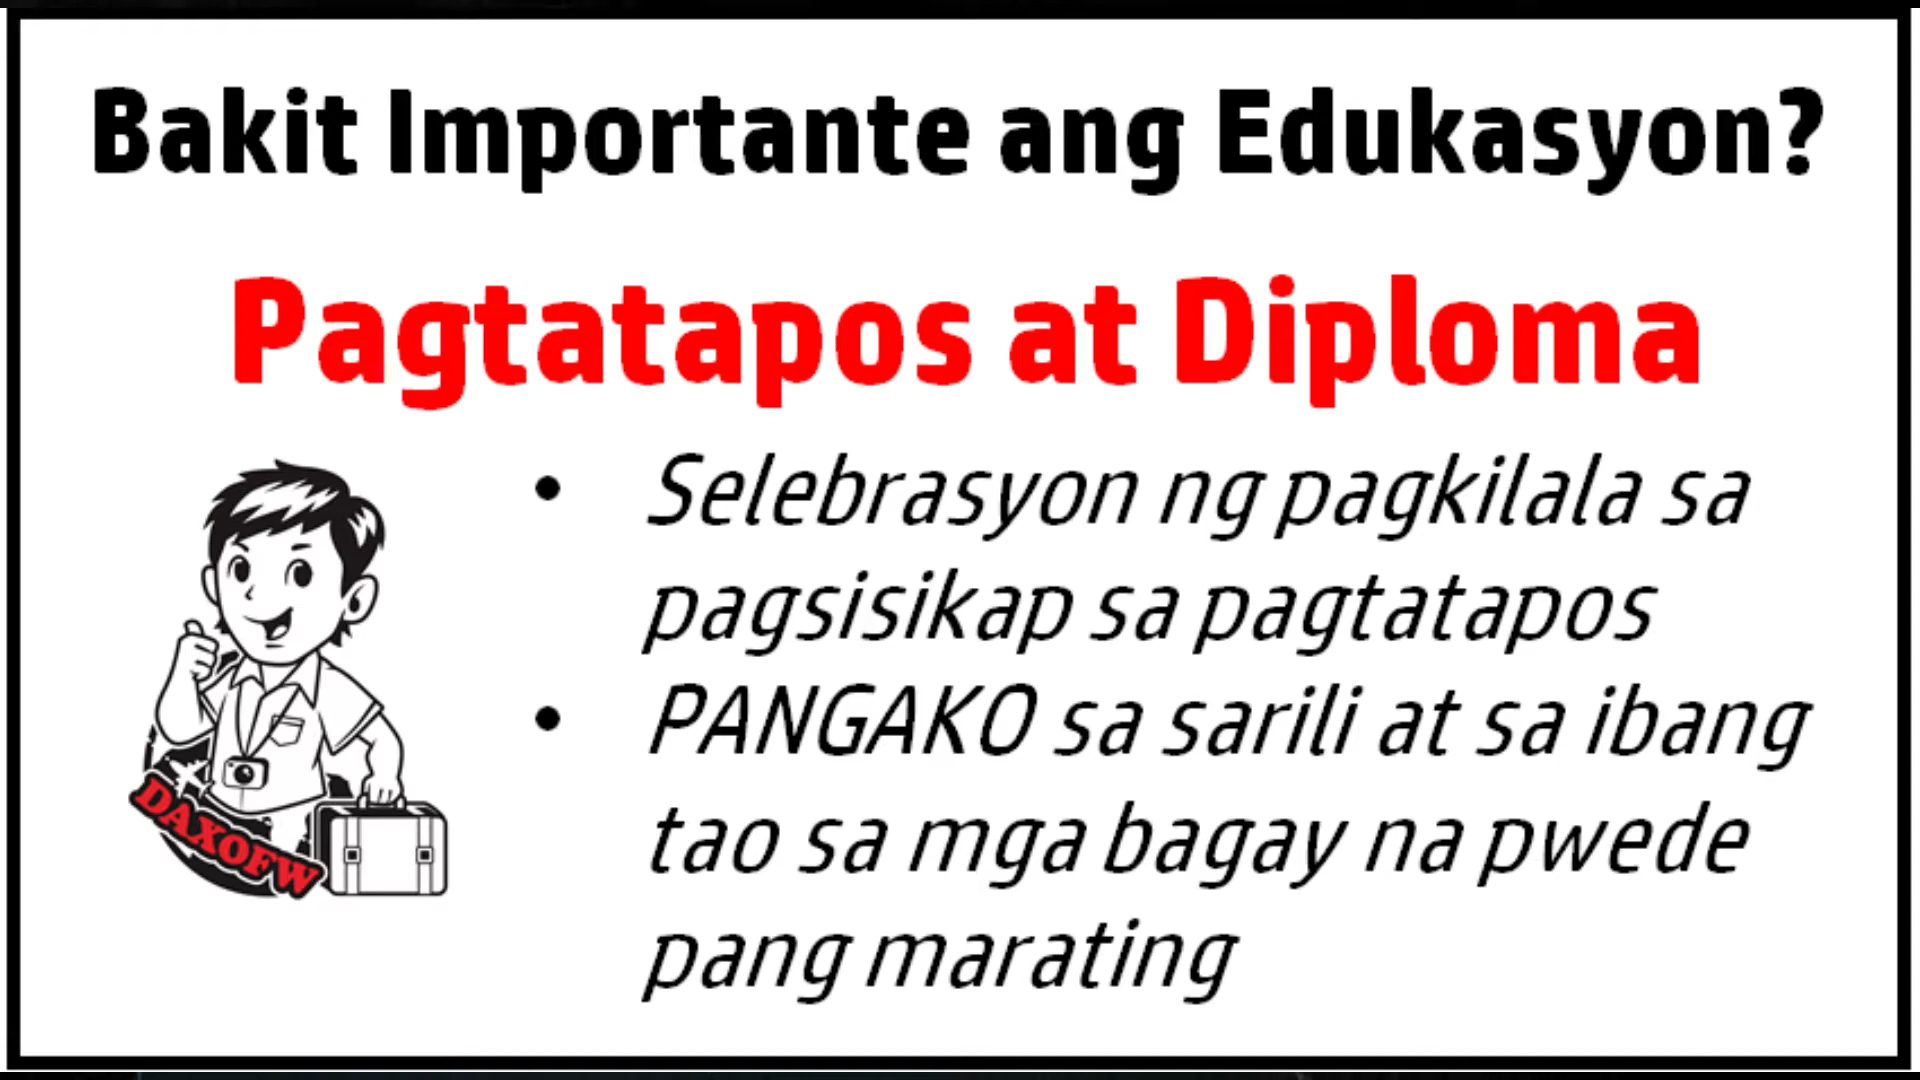 Bakit Importante ang Edukasyon?
Pagtatapos at Diploma
• Selebrasyon ng pagkilala sa
pagsisikap sa pagtatapos
• PANGAKO sa sarili at sa ibang
tao sa mga bagay na pwede
pang marating
DAXOFW